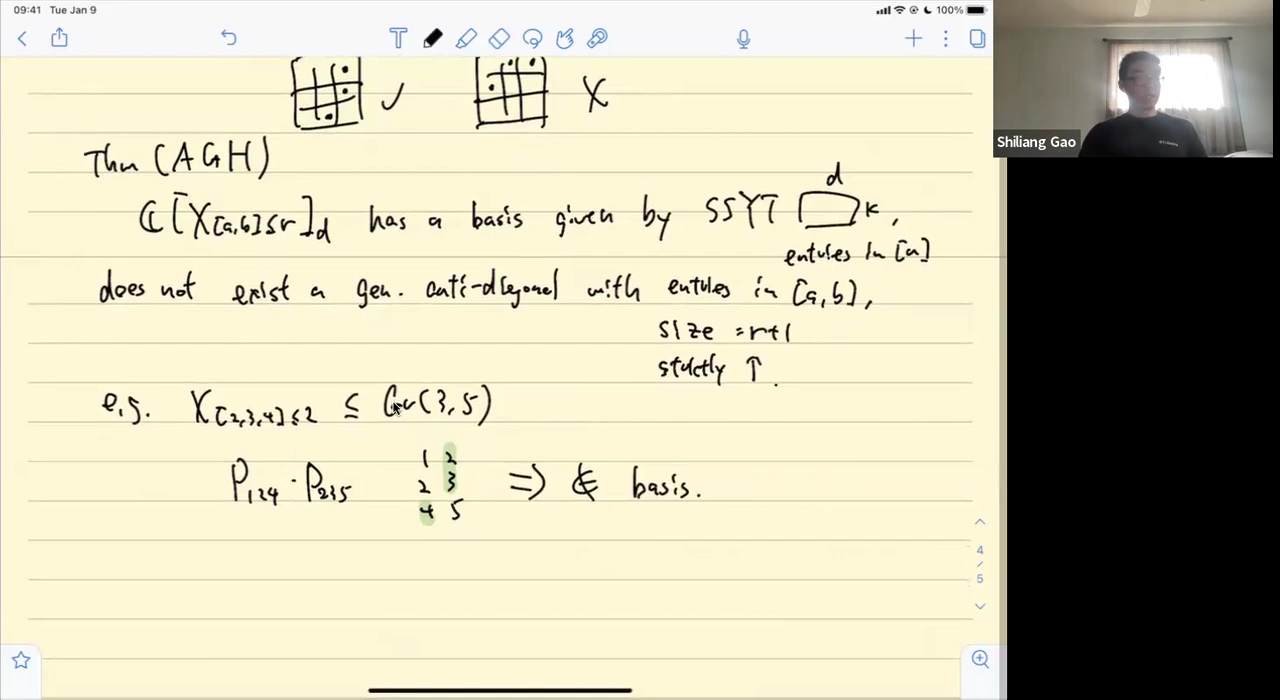 09:41 Tue Jan 9
100%
Shiliang Gao
Thm (AGH)
ℂ[X[a,b]≤r]d has a basis given by SSYT d k,
entries in [n]
does not exist a gen. anti-diagonal with entries in [a,b],
size = r+1
strictly ↑.
e.g. X[2,3,4]≤2 ⊆ Gr(3,5)
P124 · P235
1 2
2 3
4 5
⇒ ∉ basis.
4
/
5